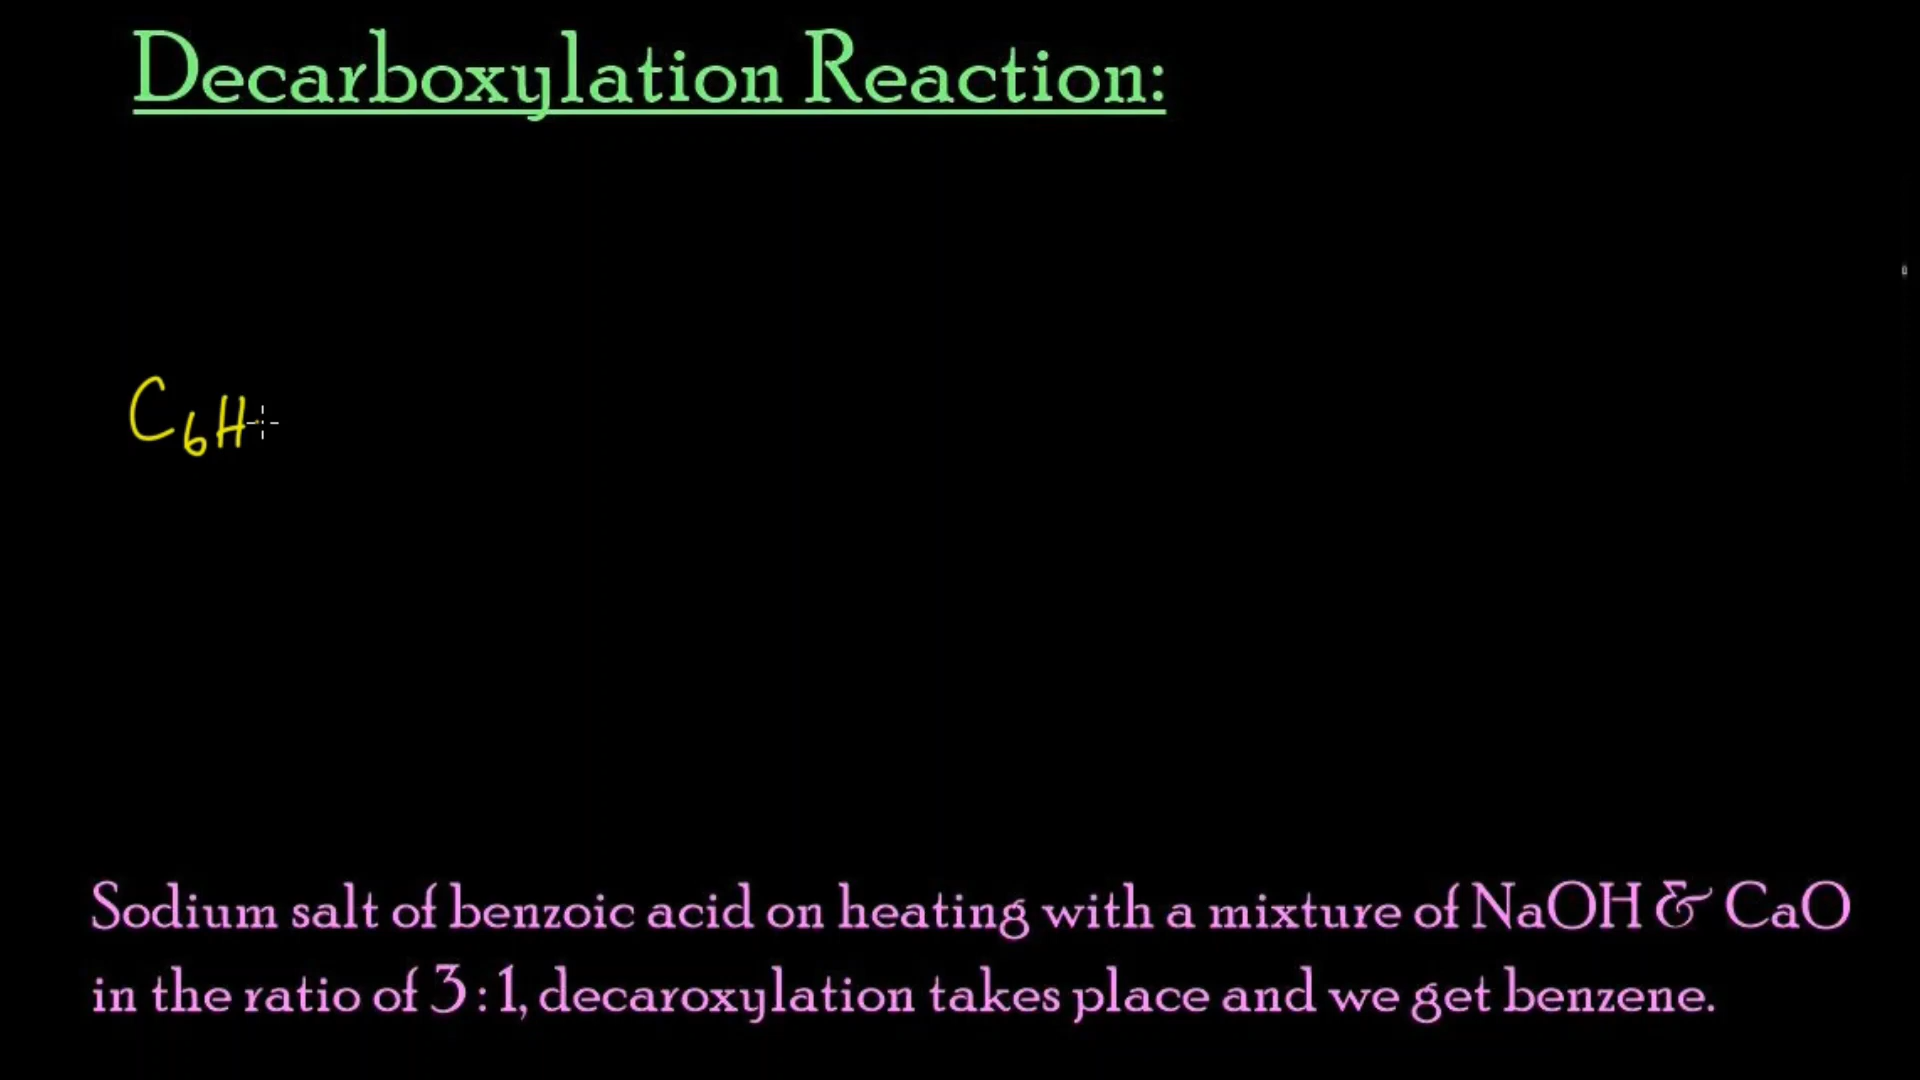 Decarboxylation Reaction:
C₆H
Sodium salt of benzoic acid on heating with a mixture of NaOH & CaO
in the ratio of 3:1, decaroxylation takes place and we get benzene.